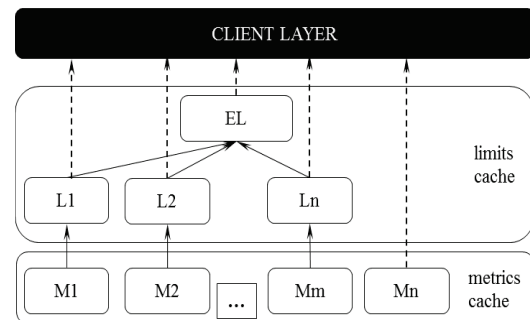 CLIENT LAYER
EL
limits
cache
L1
L2
Ln
M1
M2
...
Mm
Mn
metrics
cache